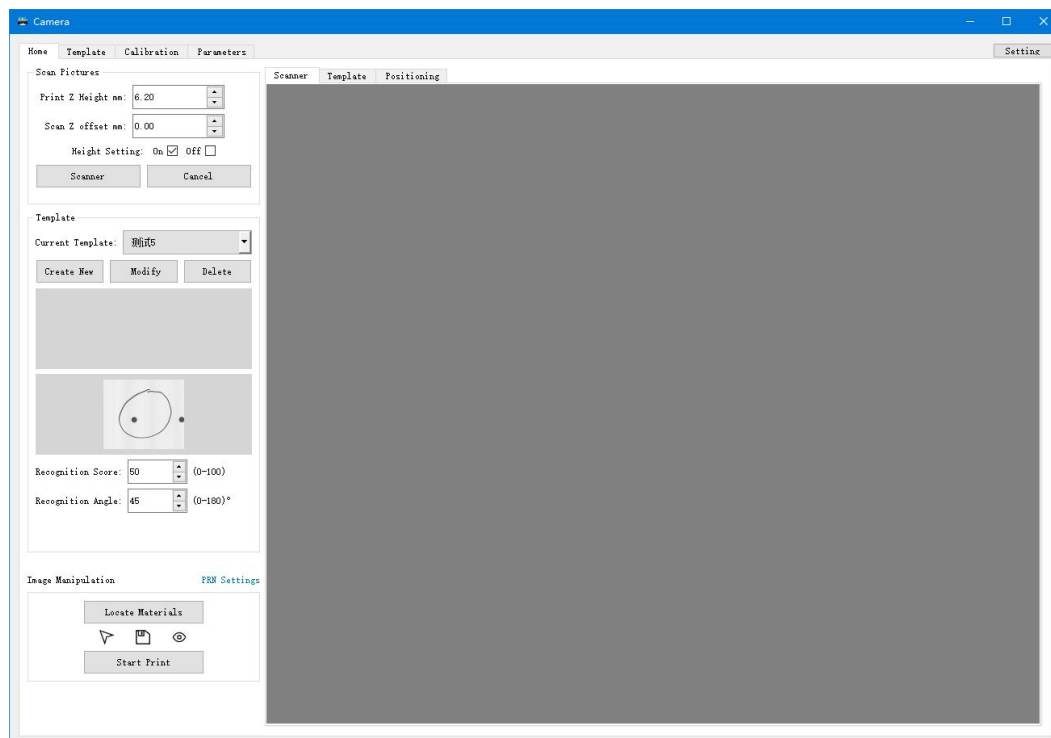 Camera
Home Template Calibration Parameters Setting
Scan Pictures
Print Z Height mm: 6.20
Scan Z offset mm: 0.00
Height Setting: On Off
Scanner Cancel
Template
Current Template: 测试5
Create New Modify Delete
Recognition Score: 50 (0-100)
Recognition Angle: 45 (0-180)°
Image Manipulation PRN Settings
Locate Materials
Start Print
Scanner Template Positioning